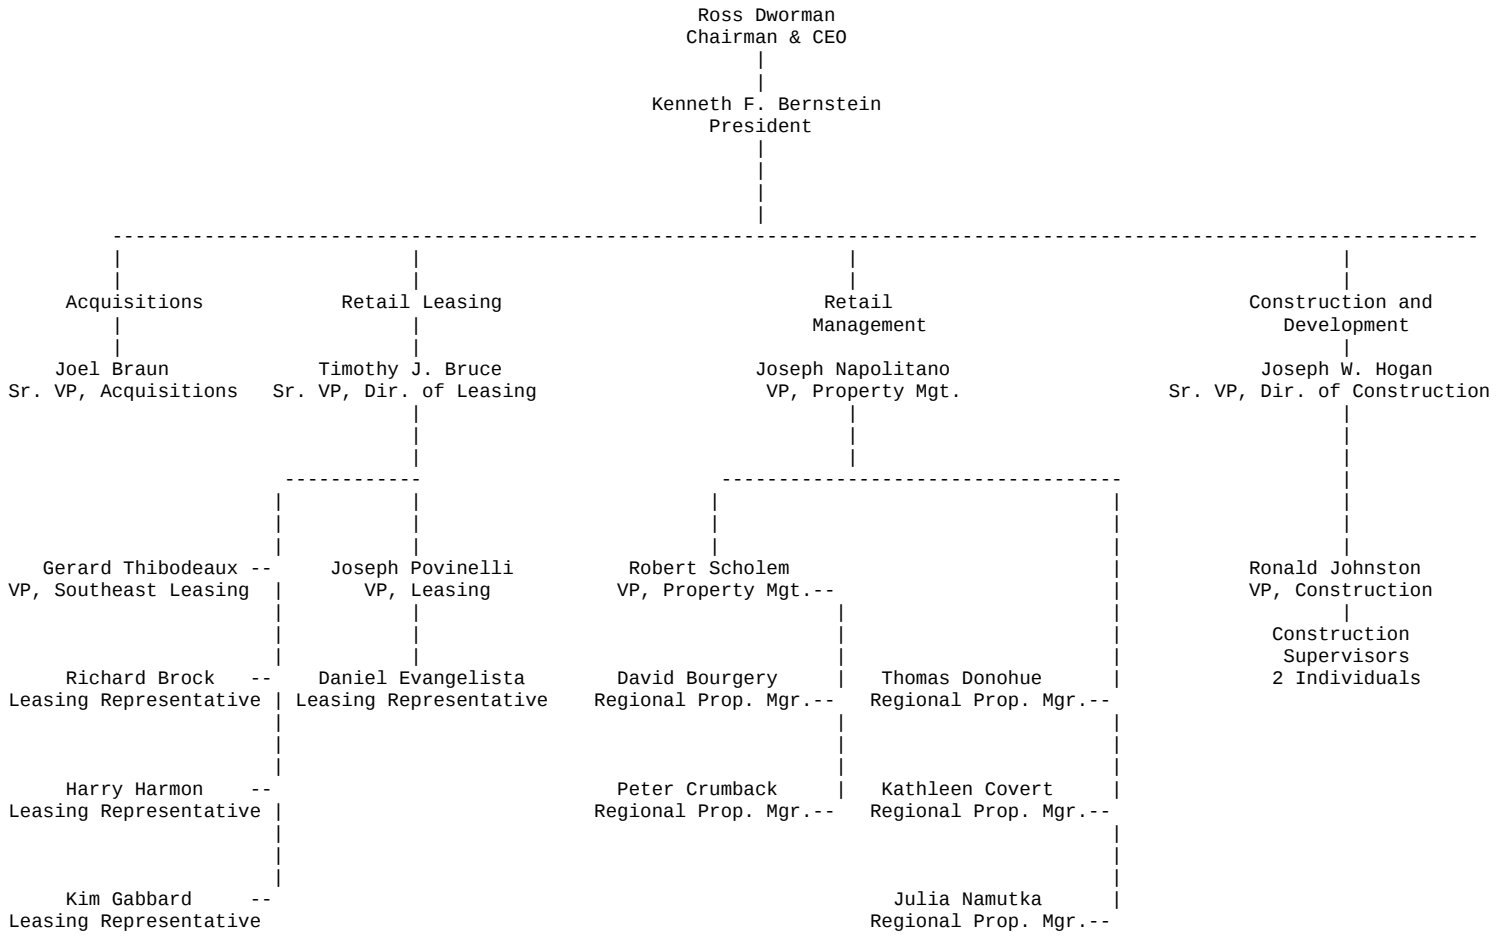 Ross Dworman
Chairman & CEO
Kenneth F. Bernstein
President
Acquisitions Retail Leasing Retail Construction and
Management Development
Joel Braun Timothy J. Bruce Joseph Napolitano Joseph W. Hogan
Sr. VP, Acquisitions Sr. VP, Dir. of Leasing VP, Property Mgt. Sr. VP, Dir. of Construction
Gerard Thibodeaux -- Joseph Povinelli Robert Scholem Ronald Johnston
VP, Southeast Leasing VP, Leasing VP, Property Mgt.-- VP, Construction
Construction
Supervisors
Richard Brock -- Daniel Evangelista David Bourgery Thomas Donohue 2 Individuals
Leasing Representative Leasing Representative Regional Prop. Mgr.-- Regional Prop. Mgr.--
Harry Harmon -- Peter Crumback Kathleen Covert
Leasing Representative Regional Prop. Mgr.-- Regional Prop. Mgr.--
Kim Gabbard -- Julia Namutka
Leasing Representative Regional Prop. Mgr.--